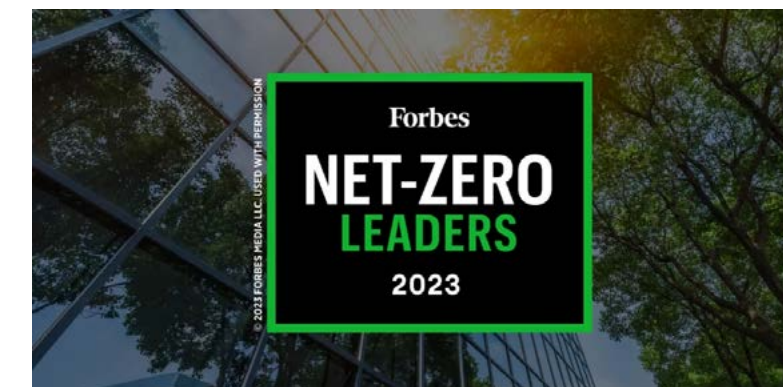 Forbes
NET-ZERO
LEADERS
2023
© 2023 FORBES MEDIA LLC. USED WITH PERMISSION